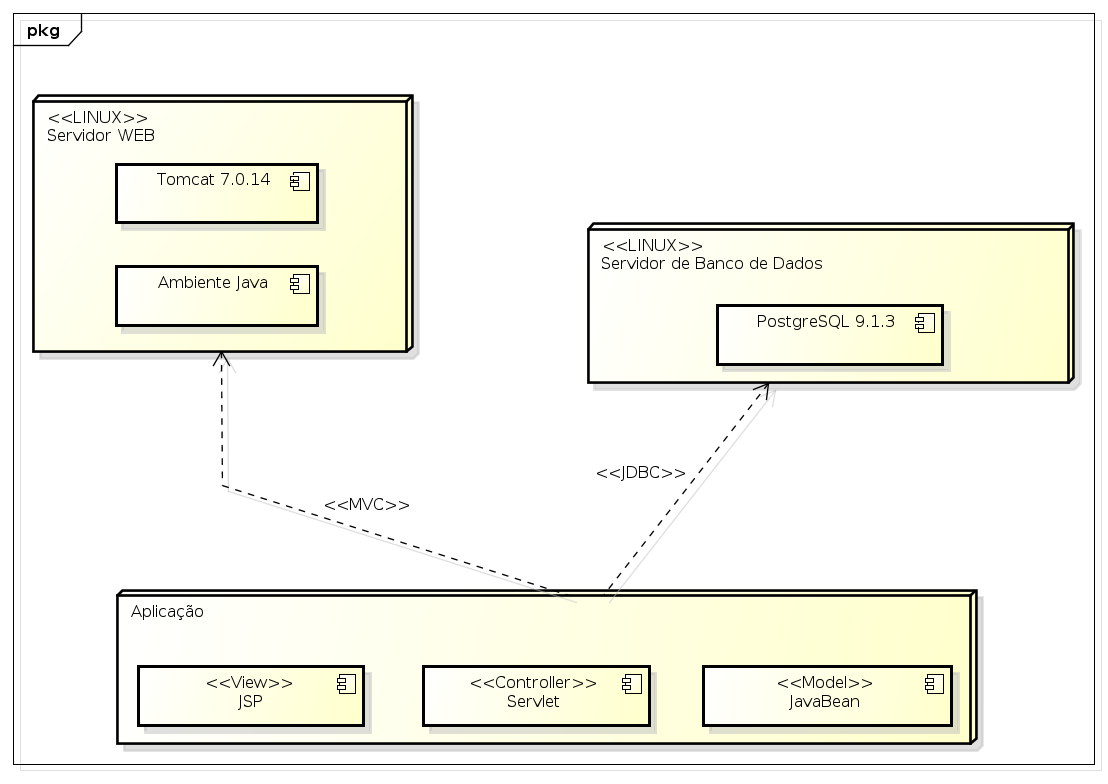 pkg
<<LINUX>>
Servidor WEB
Tomcat 7.0.14
Ambiente Java
<<LINUX>>
Servidor de Banco de Dados
PostgreSQL 9.1.3
<<JDBC>>
<<MVC>>
Aplicação
<<View>>
JSP
<<Controller>>
Servlet
<<Model>>
JavaBean